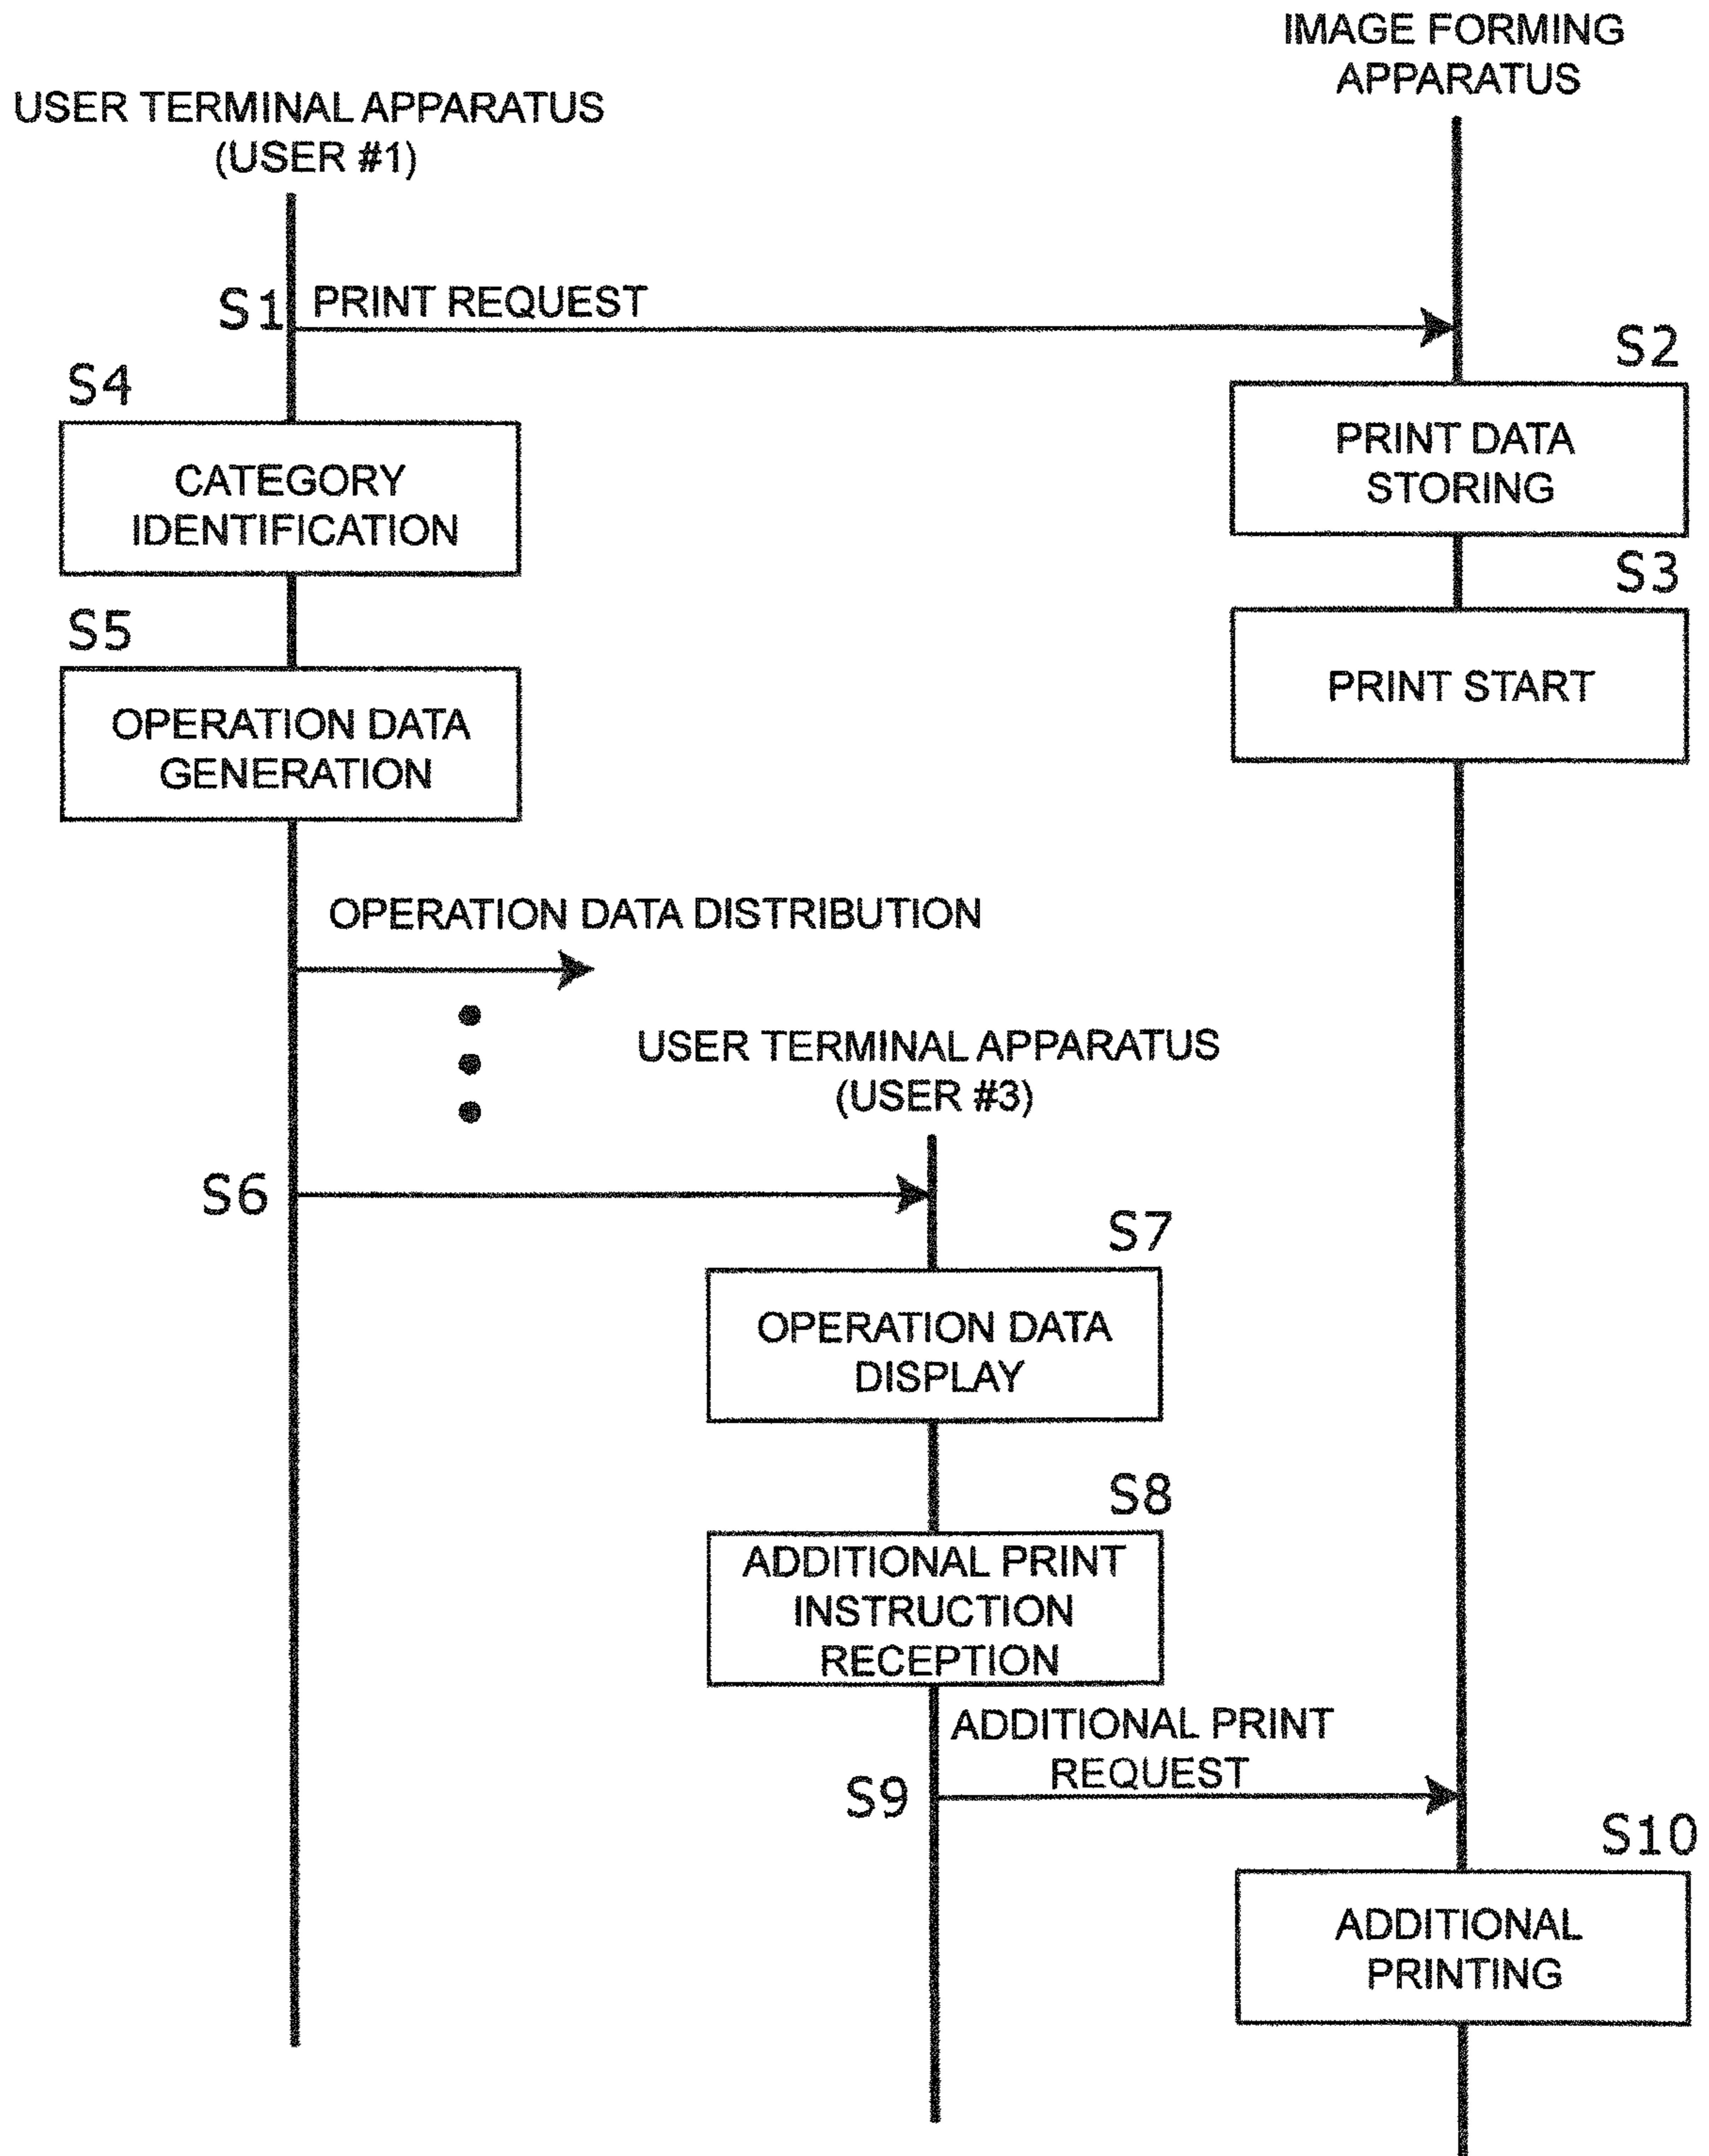 IMAGE FORMING
APPARATUS
USER TERMINAL APPARATUS
(USER #1)
S1 PRINT REQUEST
S2
S4
PRINT DATA
STORING
CATEGORY
IDENTIFICATION
S3
S5
PRINT START
OPERATION DATA
GENERATION
OPERATION DATA DISTRIBUTION
USER TERMINAL APPARATUS
(USER #3)
S6
S7
OPERATION DATA
DISPLAY
S8
ADDITIONAL PRINT
INSTRUCTION
RECEPTION
ADDITIONAL PRINT
REQUEST
S9
S10
ADDITIONAL
PRINTING